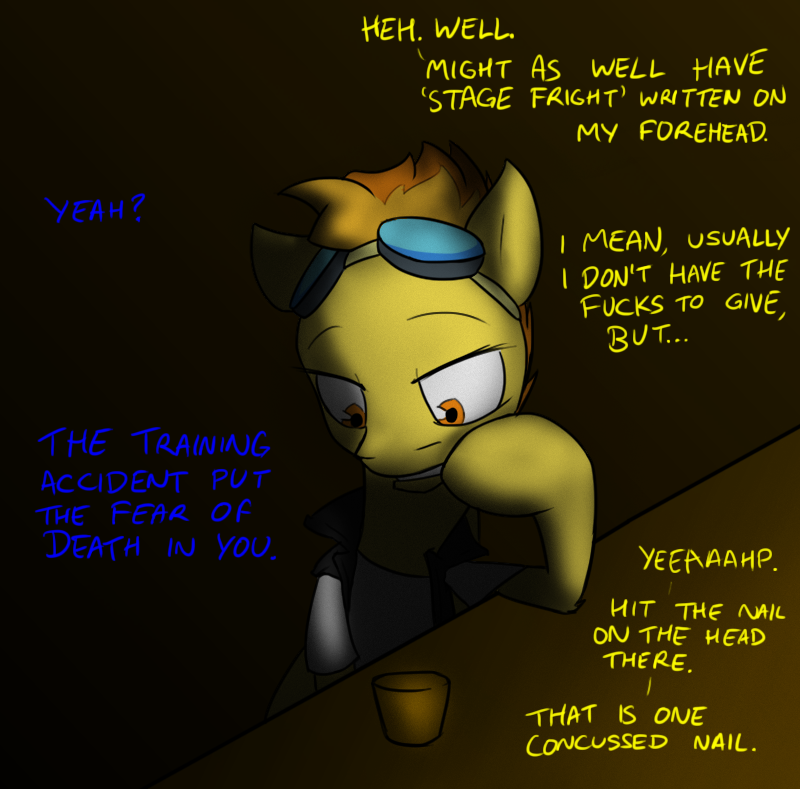 HEH. WELL.
'MIGHT AS WELL HAVE
'STAGE FRIGHT' WRITTEN ON
MY FOREHEAD.
YEAH?
I MEAN, USUALLY
I DON'T HAVE THE
FUCKS TO GIVE,
BUT...
THE TRAINING
ACCIDENT PUT
THE FEAR OF
DEATH IN YOU.
YEEAAAAHP.
HIT THE NAIL
ON THE HEAD
THERE.
THAT IS ONE
CONCUSSED NAIL.